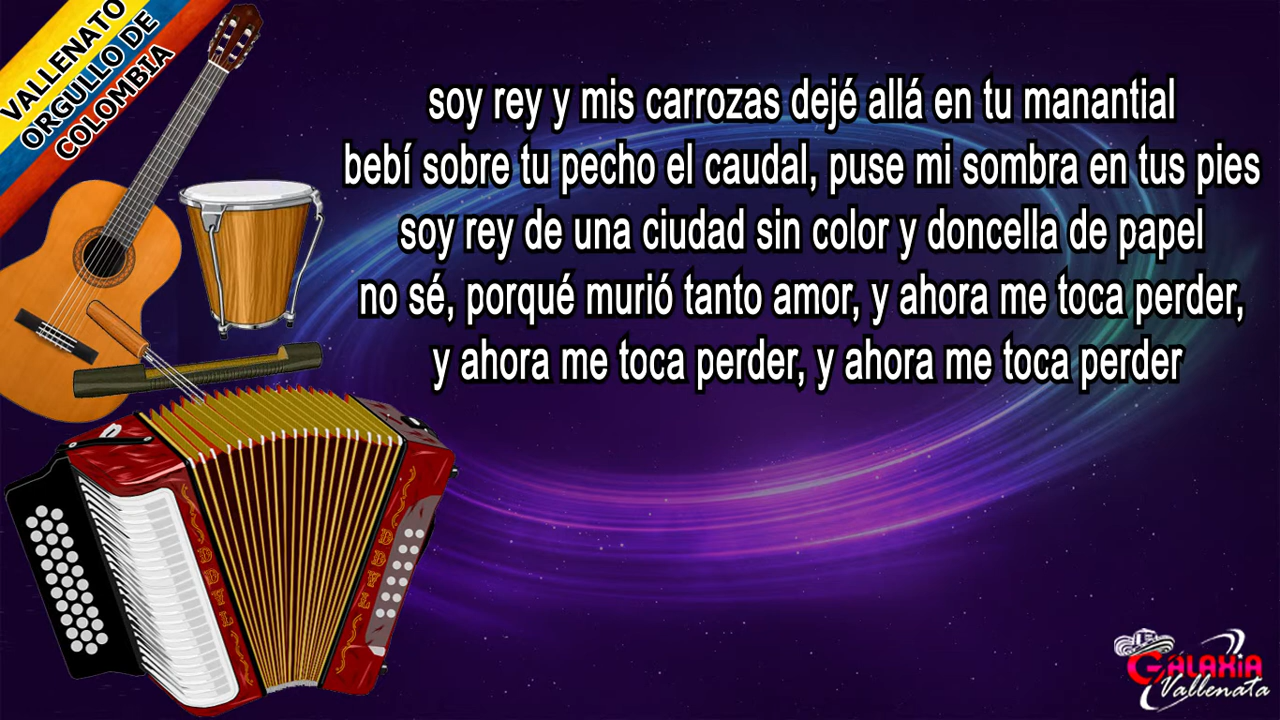 VALLENATO
ORGULLO DE
COLOMBIA
soy rey y mis carrozas dejé allá en tu manantial
bebí sobre tu pecho el caudal, puse mi sombra en tus pies
soy rey de una ciudad sin color y doncella de papel
no sé, porqué murió tanto amor, y ahora me toca perder,
y ahora me toca perder, y ahora me toca perder
GALAXIA
Vallenata